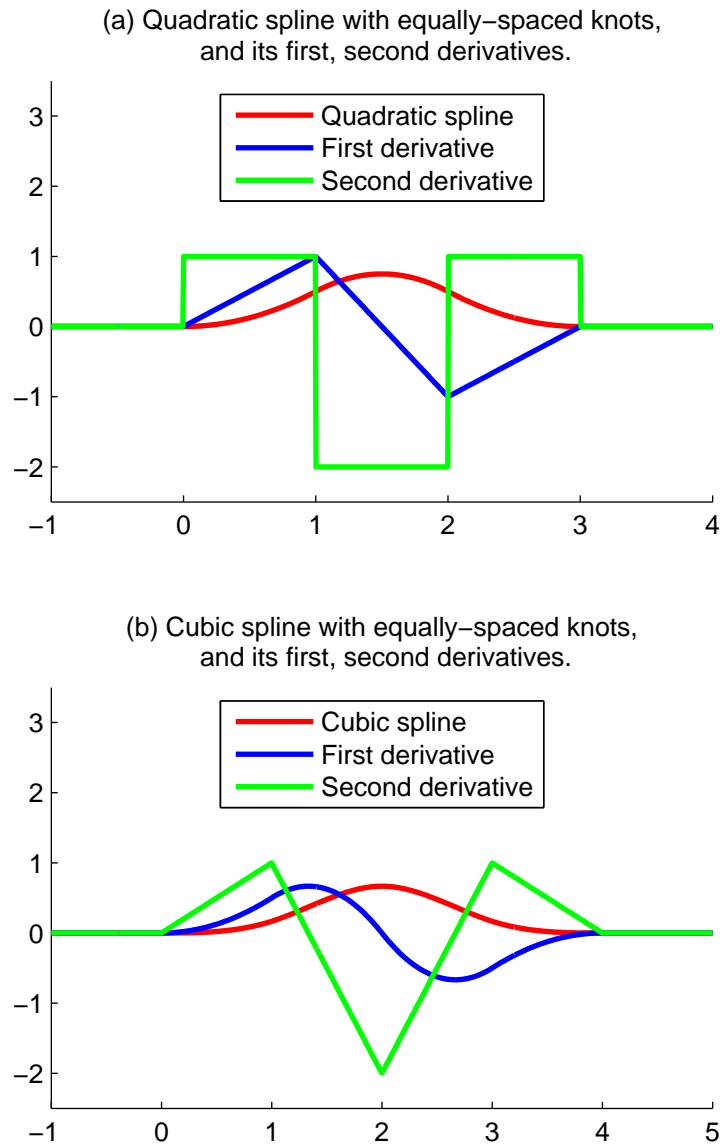 (a) Quadratic spline with equally−spaced knots,
and its first, second derivatives.
Quadratic spline
First derivative
Second derivative
3
2
1
0
−1
−2
−1 0 1 2 3 4
(b) Cubic spline with equally−spaced knots,
and its first, second derivatives.
Cubic spline
First derivative
Second derivative
3
2
1
0
−1
−2
−1 0 1 2 3 4 5